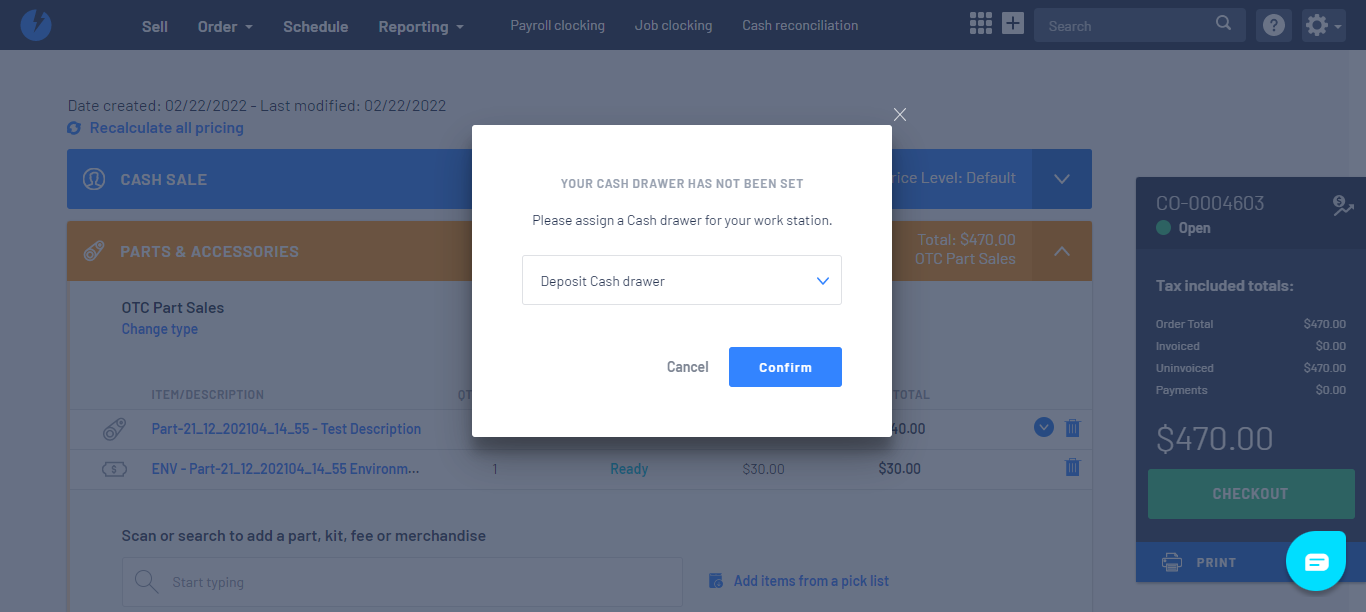 Sell Order Schedule Reporting Payroll clocking Job clocking Cash reconciliation Search
Date created: 02/22/2022 - Last modified: 02/22/2022
Recalculate all pricing
CASH SALE
rice Level: Default
PARTS & ACCESSORIES
Total: $470.00
OTC Part Sales
OTC Part Sales
Change type
ITEM/DESCRIPTION QT TOTAL
Part-21_12_202104_14_55 - Test Description 40.00
ENV - Part-21_12_202104_14_55 Environm... 1 Ready $30.00 $30.00
Scan or search to add a part, kit, fee or merchandise
Start typing
Add items from a pick list
YOUR CASH DRAWER HAS NOT BEEN SET
Please assign a Cash drawer for your work station.
Deposit Cash drawer
Cancel Confirm
CO-0004603
Open
Tax included totals:
Order Total $470.00
Invoiced $0.00
Uninvoiced $470.00
Payments $0.00
$470.00
CHECKOUT
PRINT